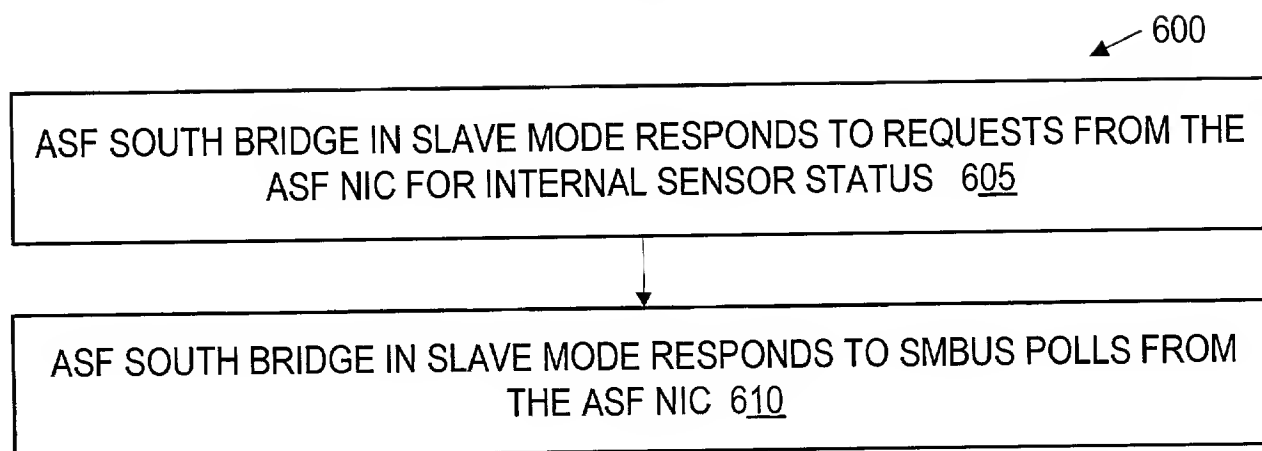 600
ASF SOUTH BRIDGE IN SLAVE MODE RESPONDS TO REQUESTS FROM THE
ASF NIC FOR INTERNAL SENSOR STATUS 605
ASF SOUTH BRIDGE IN SLAVE MODE RESPONDS TO SMBUS POLLS FROM
THE ASF NIC 610